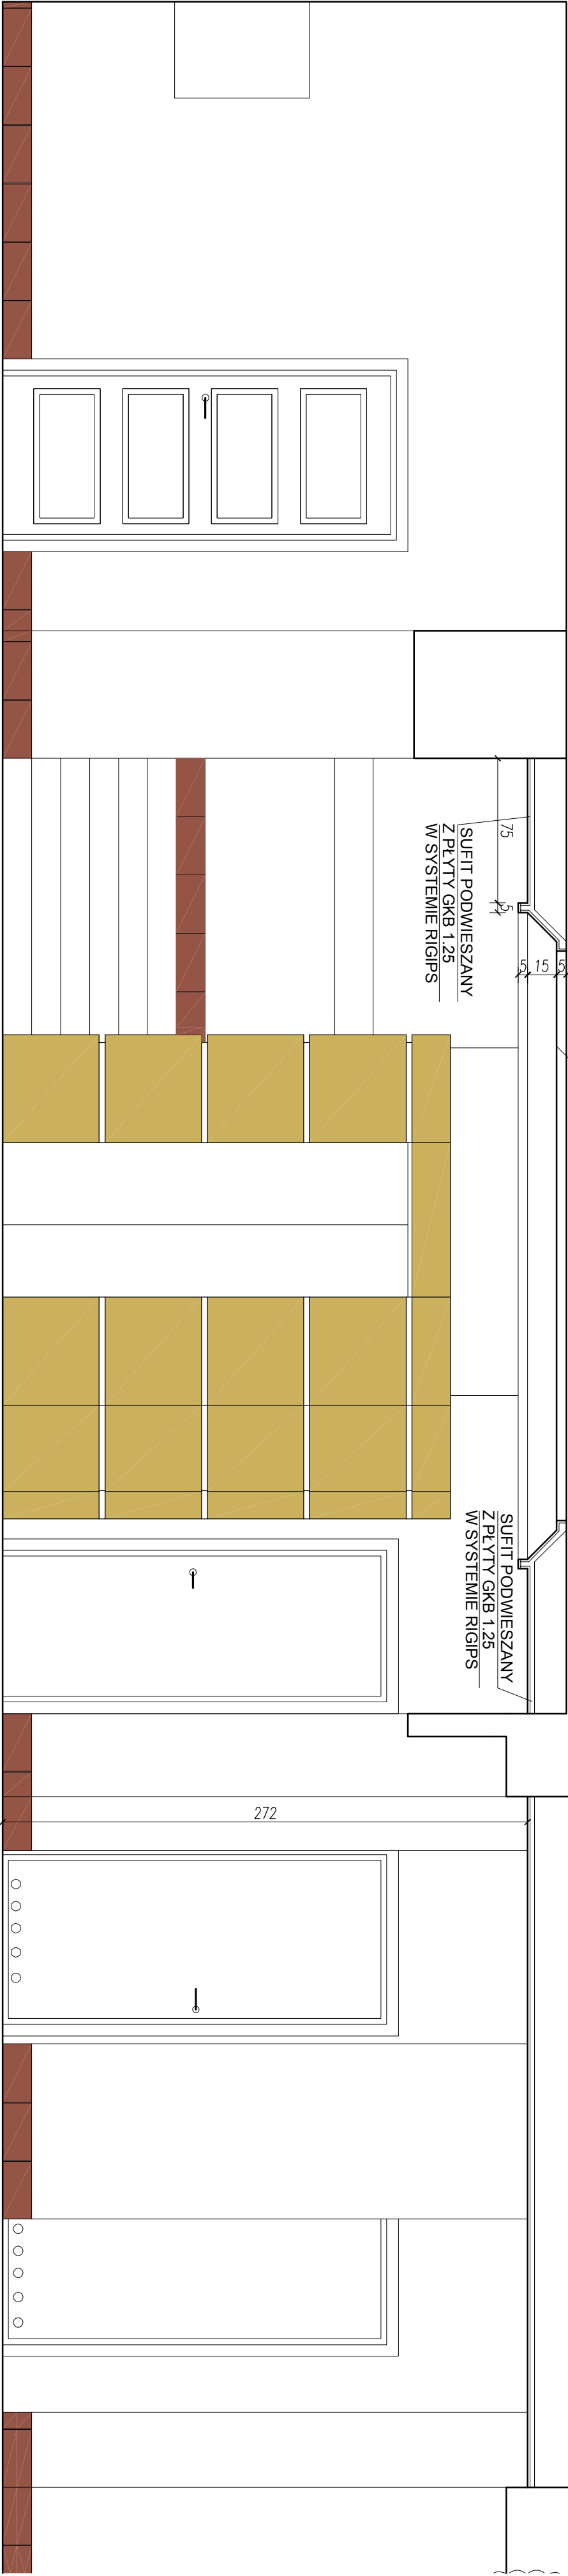 75
5
SUFIT PODWIESZANY
Z PŁYTY GKB 1.25
W SYSTEMIE RIGIPS
5
15
5
SUFIT PODWIESZANY
Z PŁYTY GKB 1.25
W SYSTEMIE RIGIPS
272